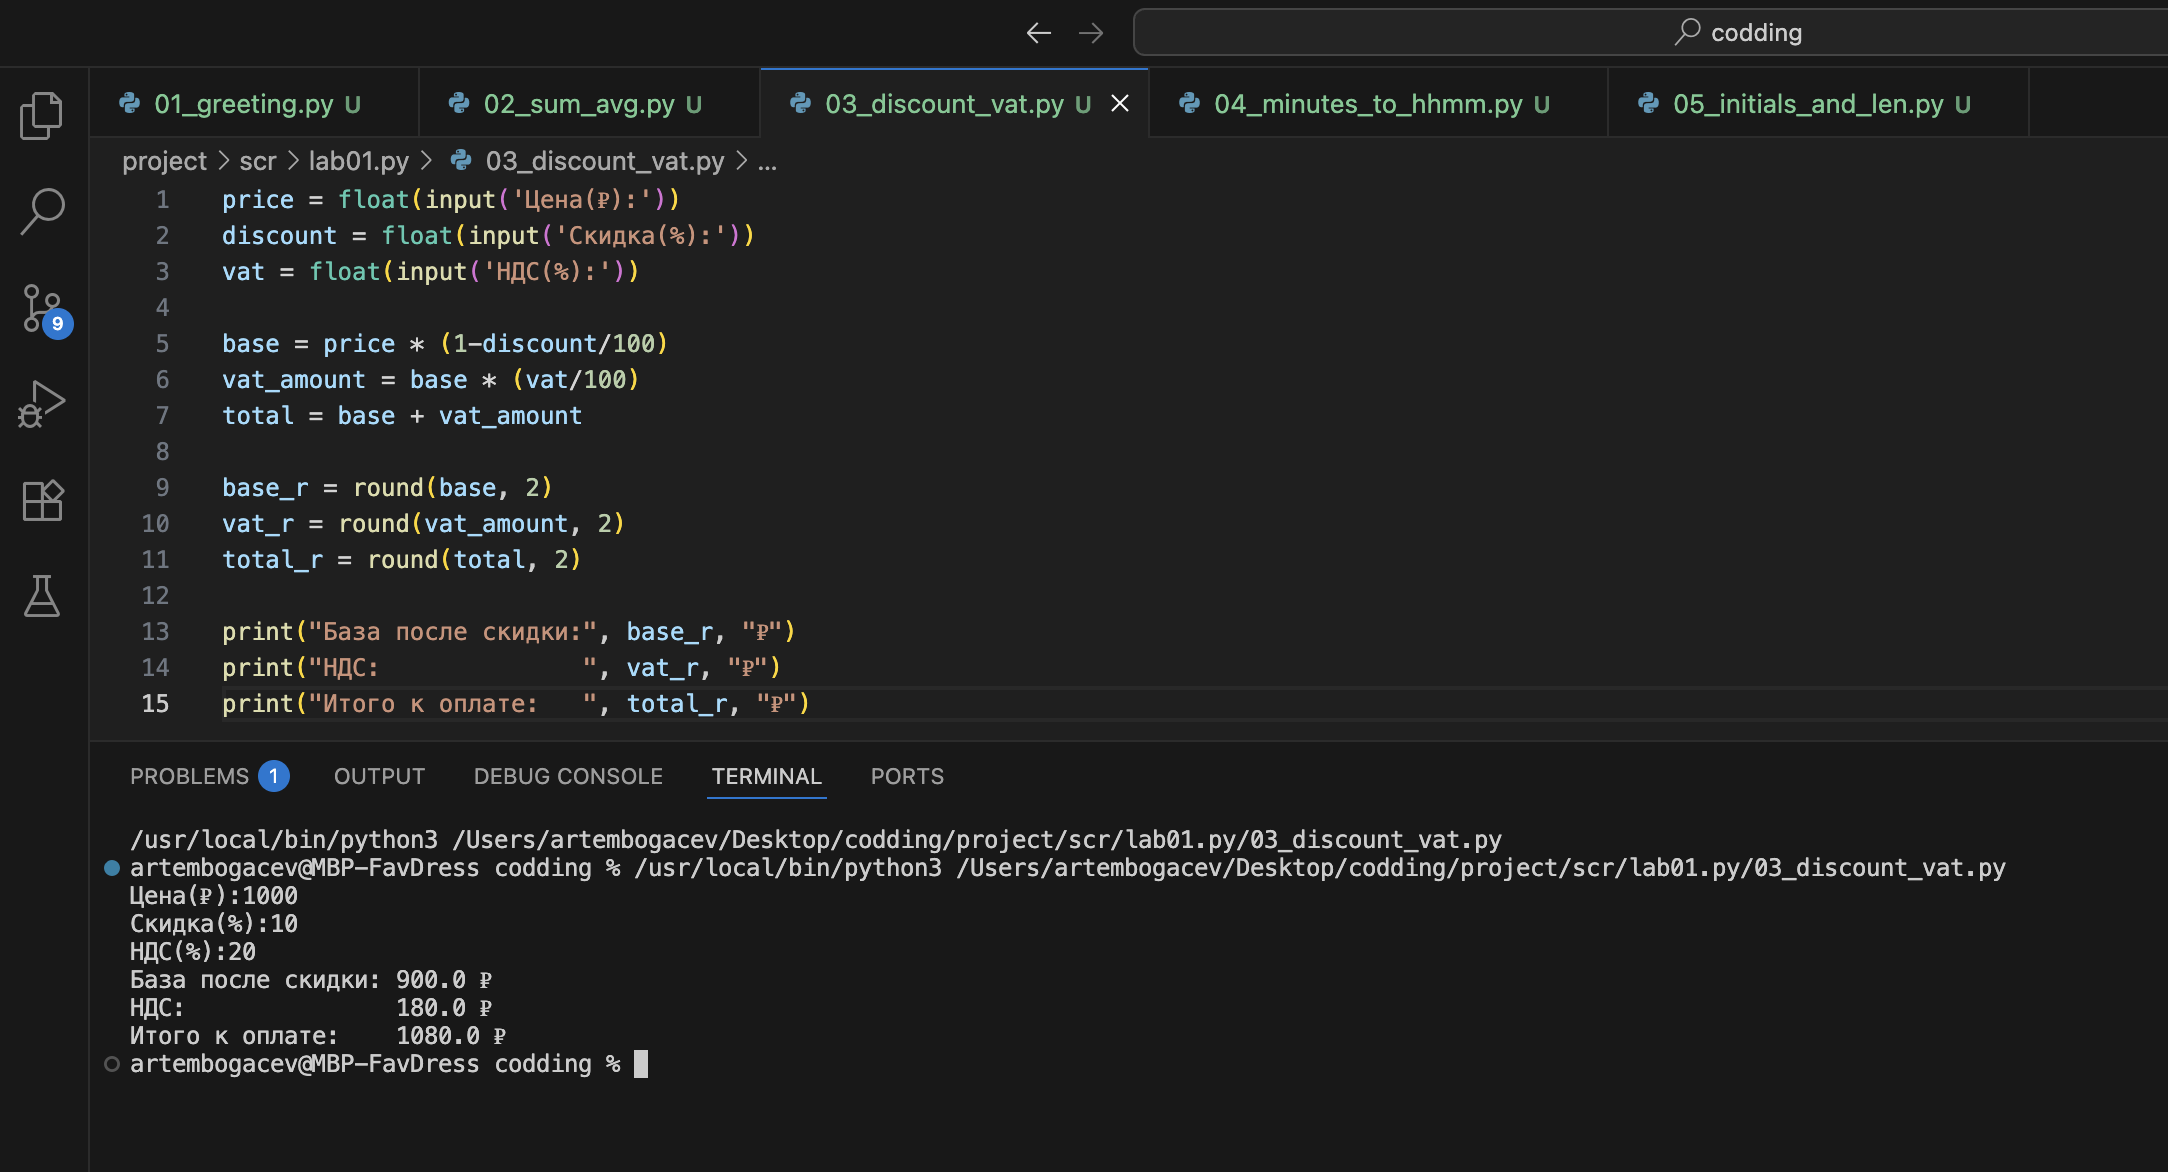 codding
01_greeting.py U 02_sum_avg.py U 03_discount_vat.py U 04_minutes_to_hhmm.py U 05_initials_and_len.py U
project > scr > lab01.py > 03_discount_vat.py > ...
1 price = float(input('Цена(₽):'))
2 discount = float(input('Скидка(%):'))
3 vat = float(input('НДС(%):'))
4
5 base = price * (1-discount/100)
6 vat_amount = base * (vat/100)
7 total = base + vat_amount
8
9 base_r = round(base, 2)
10 vat_r = round(vat_amount, 2)
11 total_r = round(total, 2)
12
13 print("База после скидки:", base_r, "₽")
14 print("НДС:              ", vat_r, "₽")
15 print("Итого к оплате:   ", total_r, "₽")
9
PROBLEMS 1 OUTPUT DEBUG CONSOLE TERMINAL PORTS
/usr/local/bin/python3 /Users/artembogacev/Desktop/codding/project/scr/lab01.py/03_discount_vat.py
artembogacev@MBP-FavDress codding % /usr/local/bin/python3 /Users/artembogacev/Desktop/codding/project/scr/lab01.py/03_discount_vat.py
Цена(₽):1000
Скидка(%):10
НДС(%):20
База после скидки: 900.0 ₽
НДС:               180.0 ₽
Итого к оплате:    1080.0 ₽
artembogacev@MBP-FavDress codding %